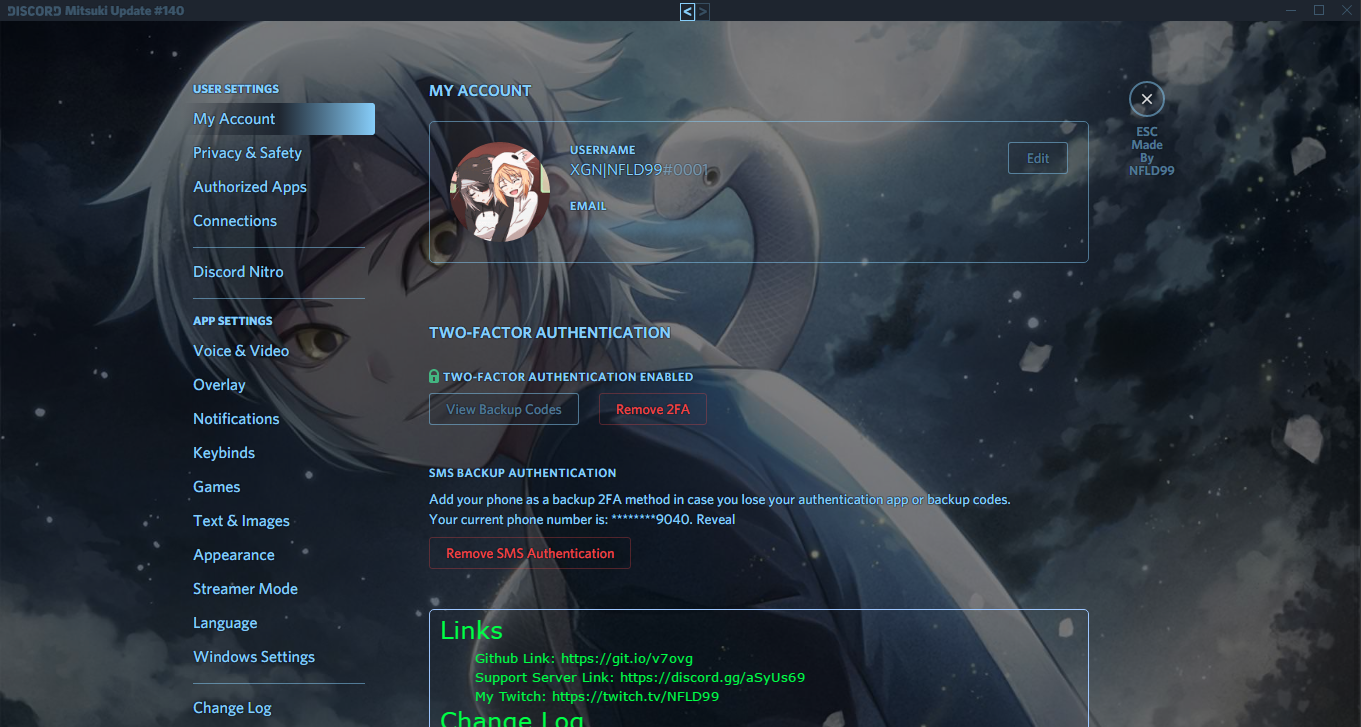 DISCORD Mitsuki Update #140
< >
USER SETTINGS
My Account
Privacy & Safety
Authorized Apps
Connections
Discord Nitro
APP SETTINGS
Voice & Video
Overlay
Notifications
Keybinds
Games
Text & Images
Appearance
Streamer Mode
Language
Windows Settings
Change Log
MY ACCOUNT
USERNAME
XGN|NFLD99#0001
EMAIL
Edit
TWO-FACTOR AUTHENTICATION
TWO-FACTOR AUTHENTICATION ENABLED
View Backup Codes
Remove 2FA
SMS BACKUP AUTHENTICATION
Add your phone as a backup 2FA method in case you lose your authentication app or backup codes.
Your current phone number is: ********9040. Reveal
Remove SMS Authentication
Links
Github Link: https://git.io/v7ovg
Support Server Link: https://discord.gg/aSyUs69
My Twitch: https://twitch.tv/NFLD99
Change Log
ESC
Made
By
NFLD99